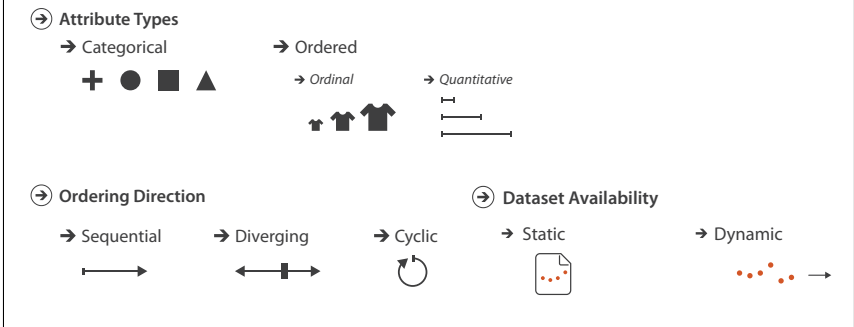 Attribute Types
Categorical
Ordered
Ordinal
Quantitative
Ordering Direction
Sequential
Diverging
Cyclic
Dataset Availability
Static
Dynamic